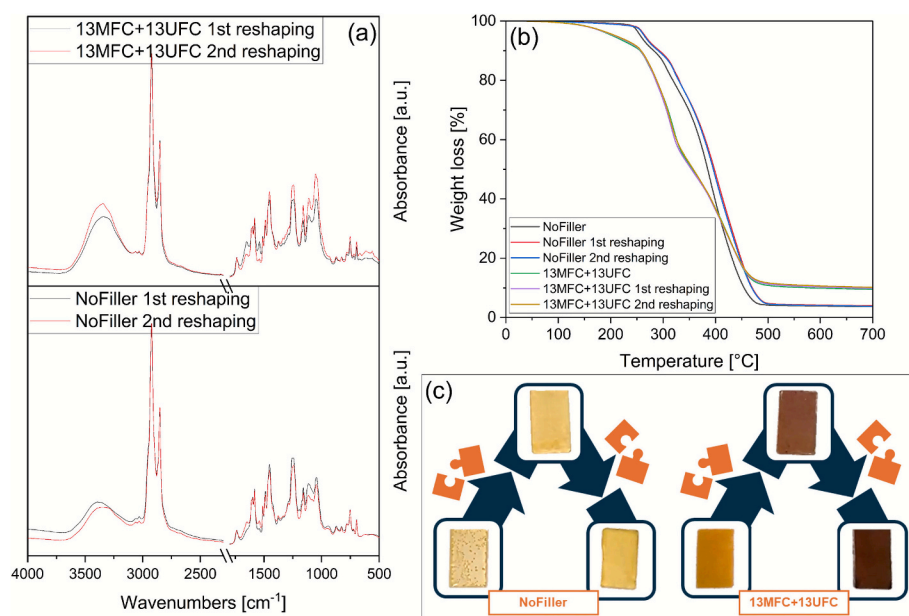 (a)
13MFC+13UFC 1st reshaping
13MFC+13UFC 2nd reshaping
Absorbance [a.u.]
NoFiller 1st reshaping
NoFiller 2nd reshaping
Absorbance [a.u.]
4000 3500 3000 2500 1500 1000 500
Wavenumbers [cm-1]
(b)
100
80
60
40
20
10
0
Weight loss [%]
NoFiller
NoFiller 1st reshaping
NoFiller 2nd reshaping
13MFC+13UFC
13MFC+13UFC 1st reshaping
13MFC+13UFC 2nd reshaping
0 100 200 300 400 500 600 700
Temperature [°C]
(c)
NoFiller
13MFC+13UFC